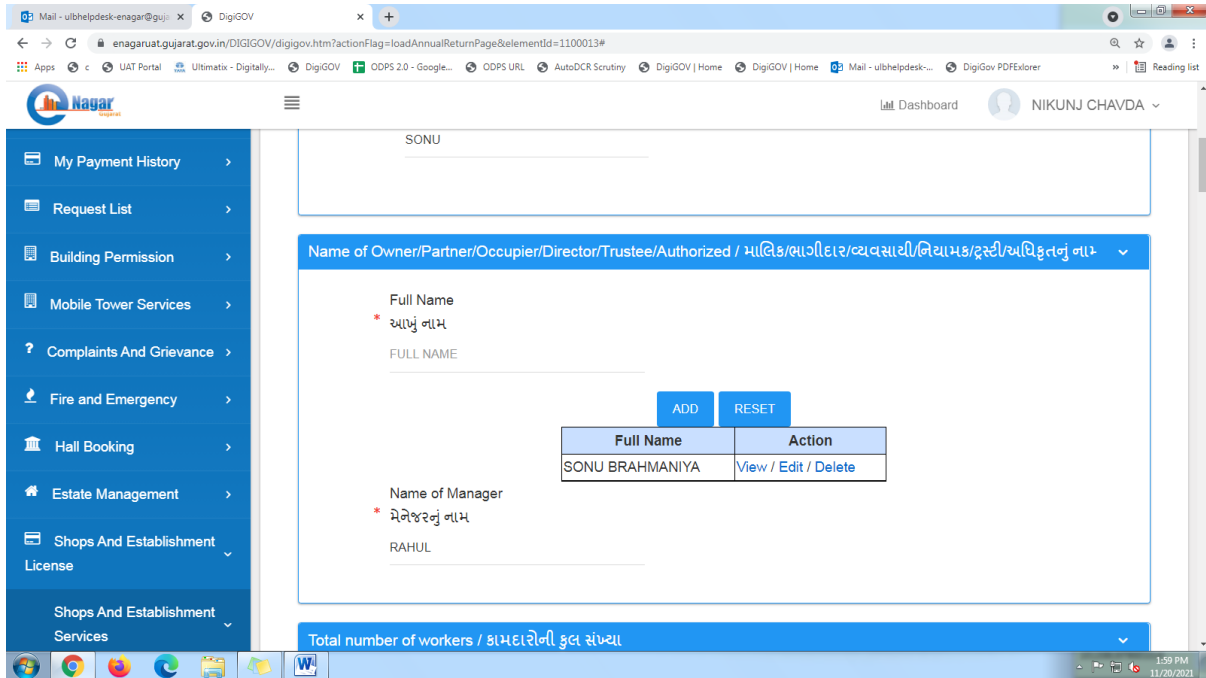 Mail - ulbhelpdesk-enagar@guja
DigiGOV
enagaruat.gujarat.gov.in/DIGIGOV/digigov.htm?actionFlag=loadAnnualReturnPage&elementId=1100013#
Apps c UAT Portal Ultimatix - Digitally... DigiGOV ODPS 2.0 - Google... ODPS URL AutoDCR Scrutiny DigiGOV | Home DigiGOV | Home Mail - ulbhelpdesk-... DigiGov PDFExlorer » Reading list
Nagar
Gujarat
Dashboard
NIKUNJ CHAVDA
My Payment History
Request List
Building Permission
Mobile Tower Services
Complaints And Grievance
Fire and Emergency
Hall Booking
Estate Management
Shops And Establishment
License
Shops And Establishment
Services
SONU
Name of Owner/Partner/Occupier/Director/Trustee/Authorized / માલિક/ભાગીદાર/વ્યવસાયી/નિયામક/ટ્રસ્ટી/અધિકૃતનું નામ
Full Name
* આખું નામ
FULL NAME
ADD RESET
Full Name Action
SONU BRAHMANIYA View / Edit / Delete
Name of Manager
* મેનેજરનું નામ
RAHUL
Total number of workers / કામદારોની કુલ સંખ્યા
1:59 PM
11/20/2021